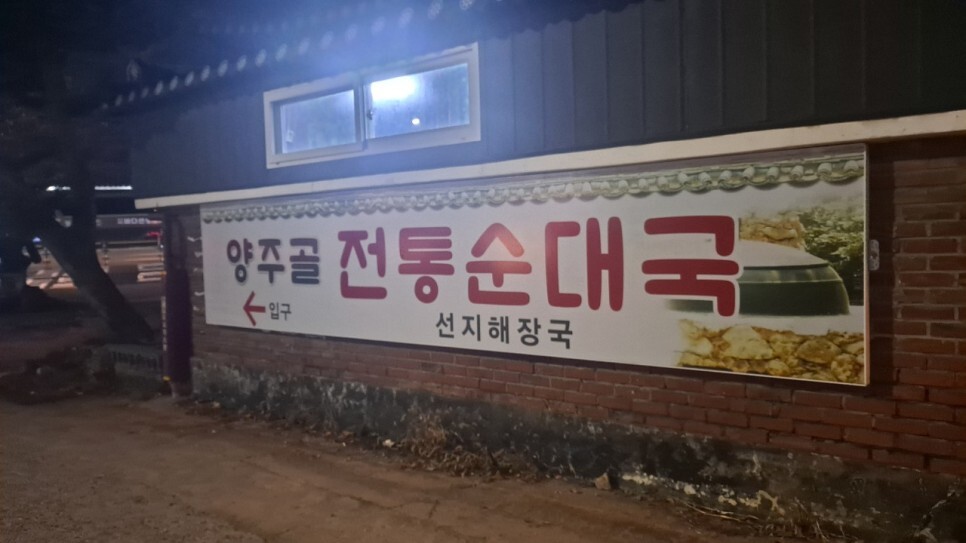 양주골 전통순대국
← 입구
선지해장국